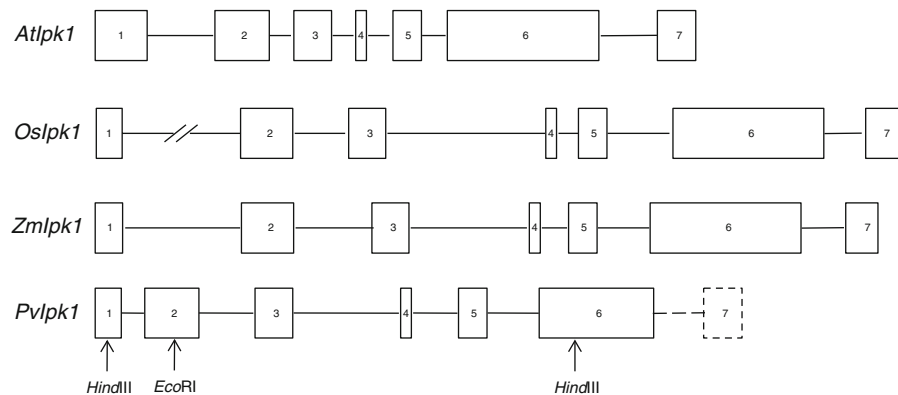 AtIpk1 1 2 3 4 5 6 7
OsIpk1 1 2 3 4 5 6 7
ZmIpk1 1 2 3 4 5 6 7
PvIpk1 1 2 3 4 5 6 7
HindIII EcoRI HindIII